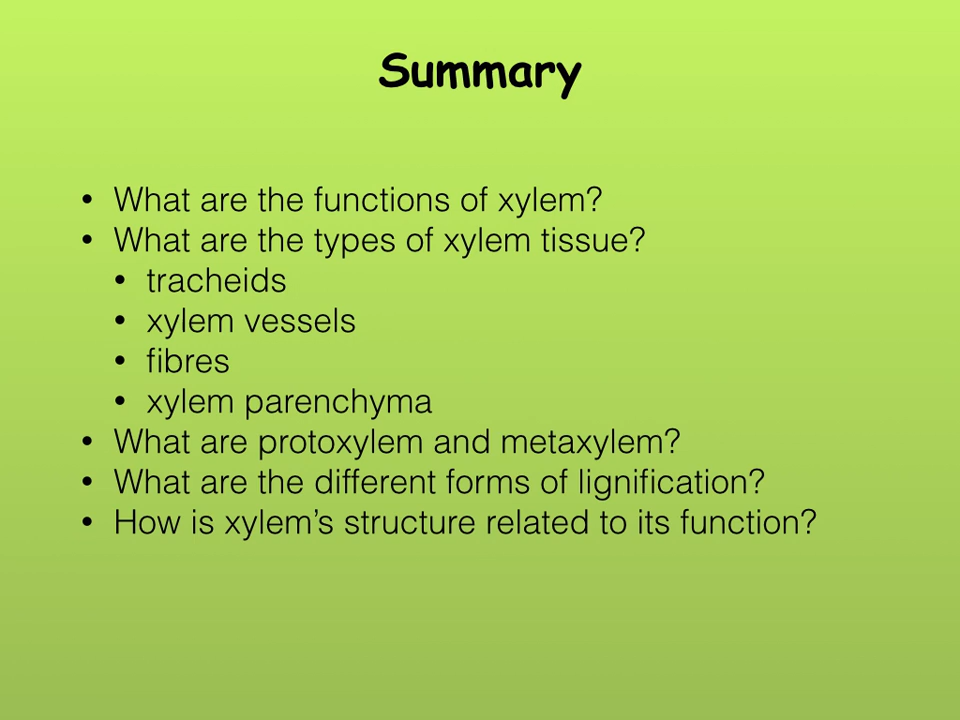 Summary
• What are the functions of xylem?
• What are the types of xylem tissue?
• tracheids
• xylem vessels
• fibres
• xylem parenchyma
• What are protoxylem and metaxylem?
• What are the different forms of lignification?
• How is xylem’s structure related to its function?